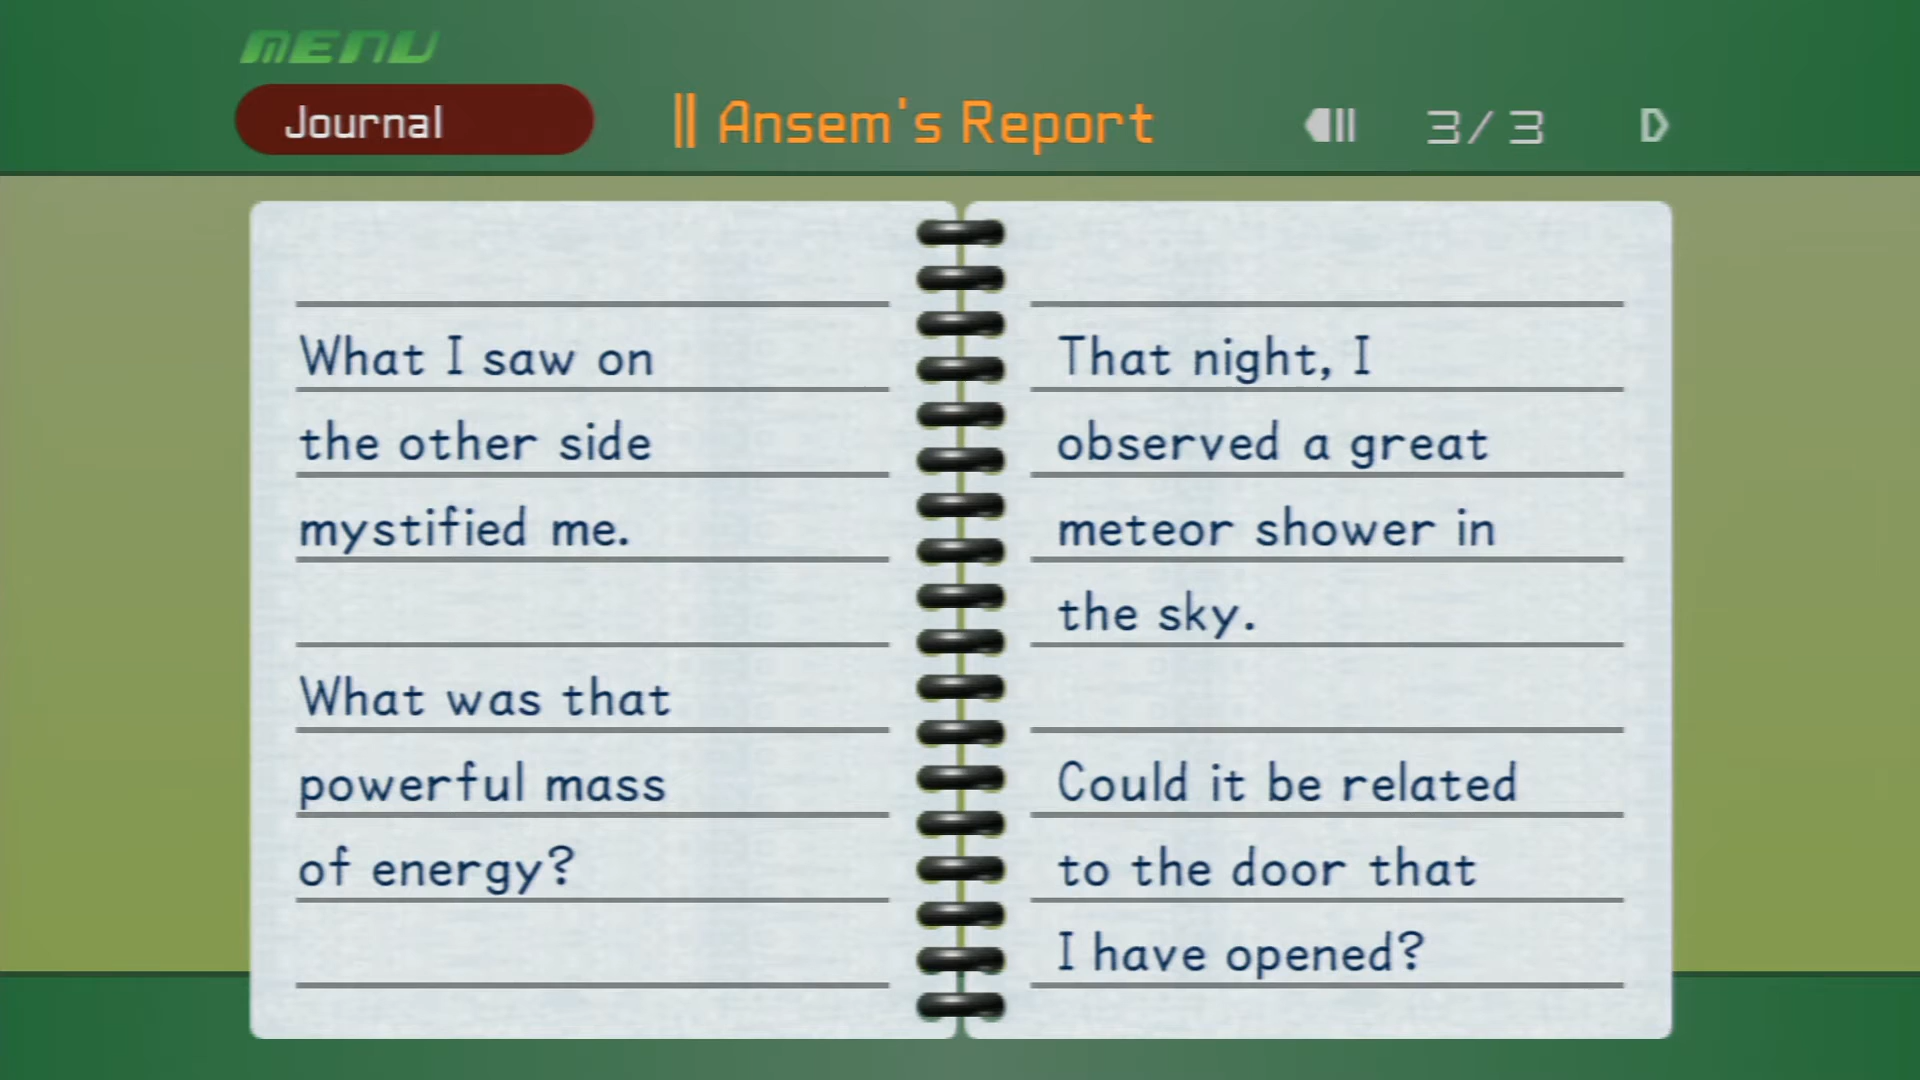 MENU
Journal
Ansem's Report
3/3
What I saw on
the other side
mystified me.
What was that
powerful mass
of energy?
That night, I
observed a great
meteor shower in
the sky.
Could it be related
to the door that
I have opened?